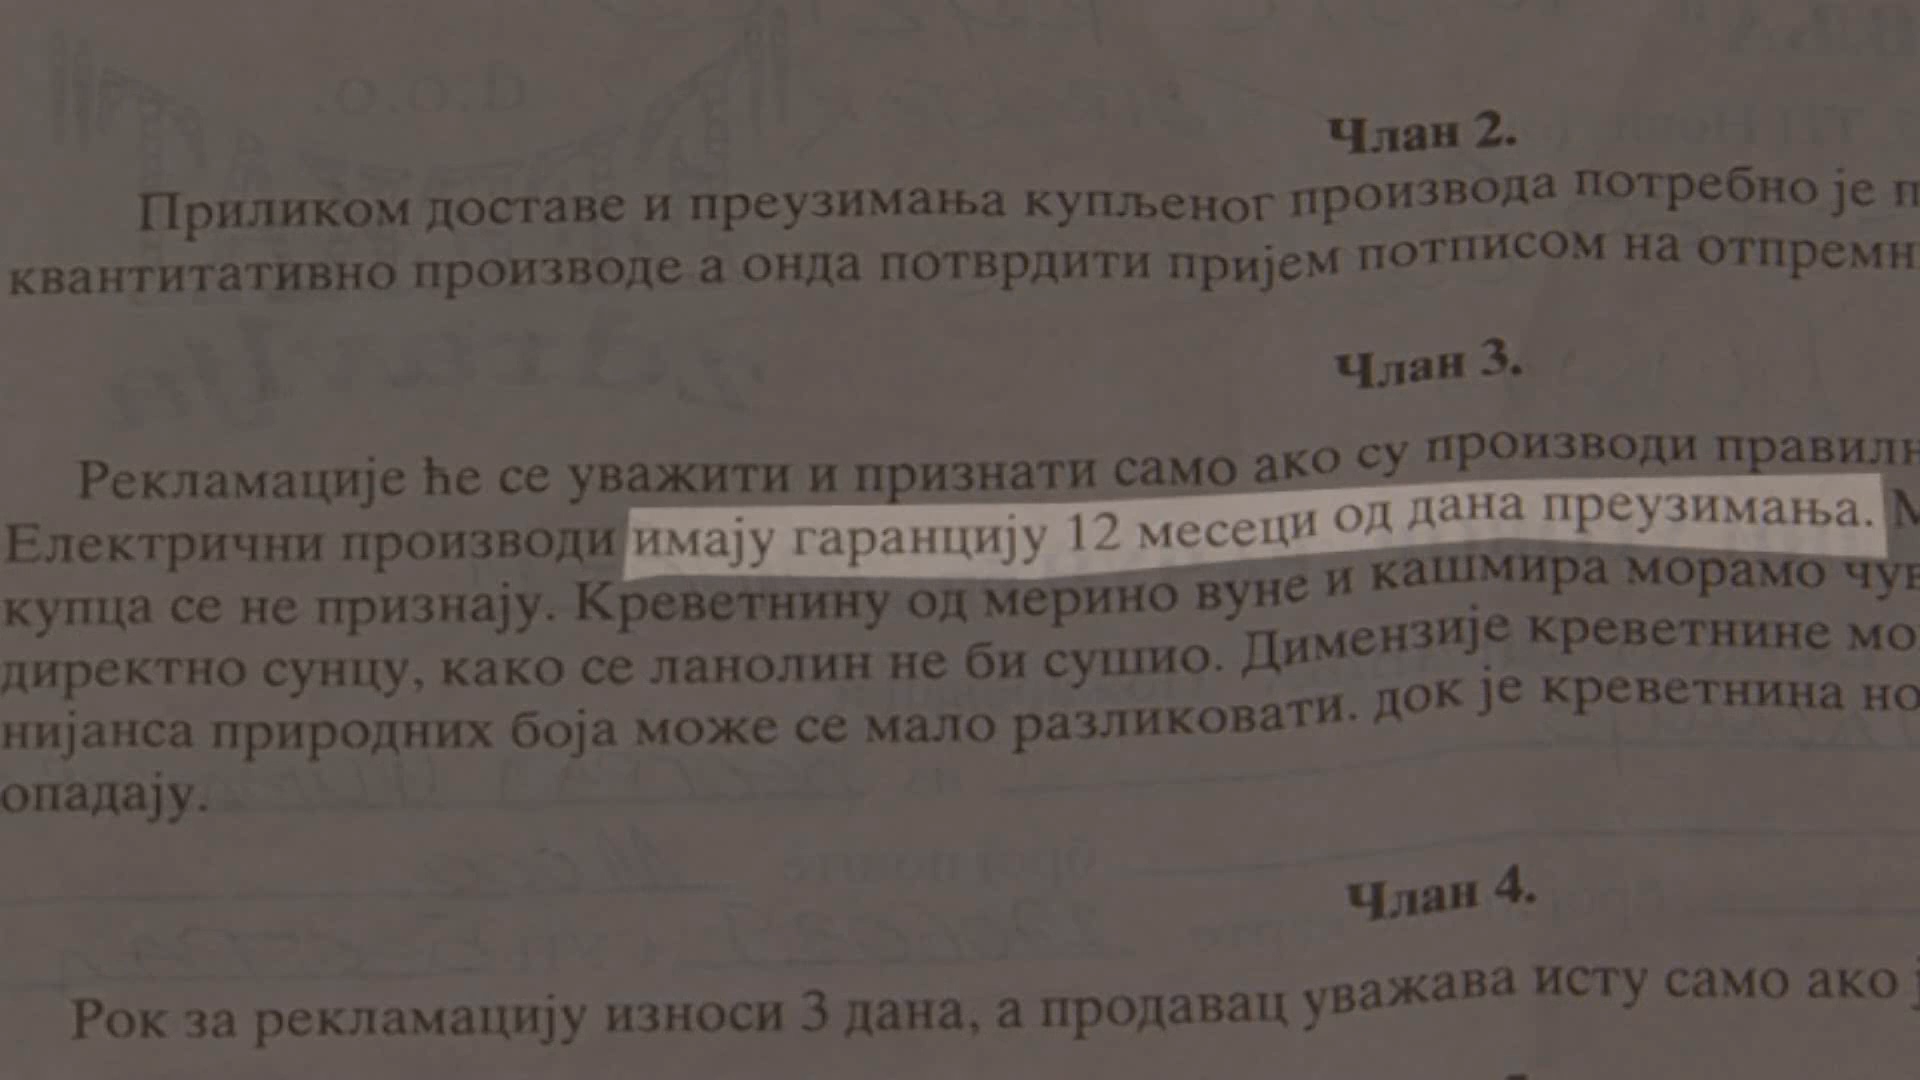 Члан 2.
Приликом доставе и преузимања купљеног производа потребно је
квантитативно производе а онда потврдити пријем потписом на
Члан 3.
Рекламације ће се уважити и признати само ако су производи
Електрични производи имају гаранцију 12 месеци од дана преузимања.
купца се не признају. Креветнину од мерино вуне и кашмира морамо
директно сунцу, како се ланолин не би сушио. Димензије креветнине
нијанса природних боја може се мало разликовати. док је креветнина
опадају.
Члан 4.
Рок за рекламацију износи 3 дана, а продавац уважава исту само ако